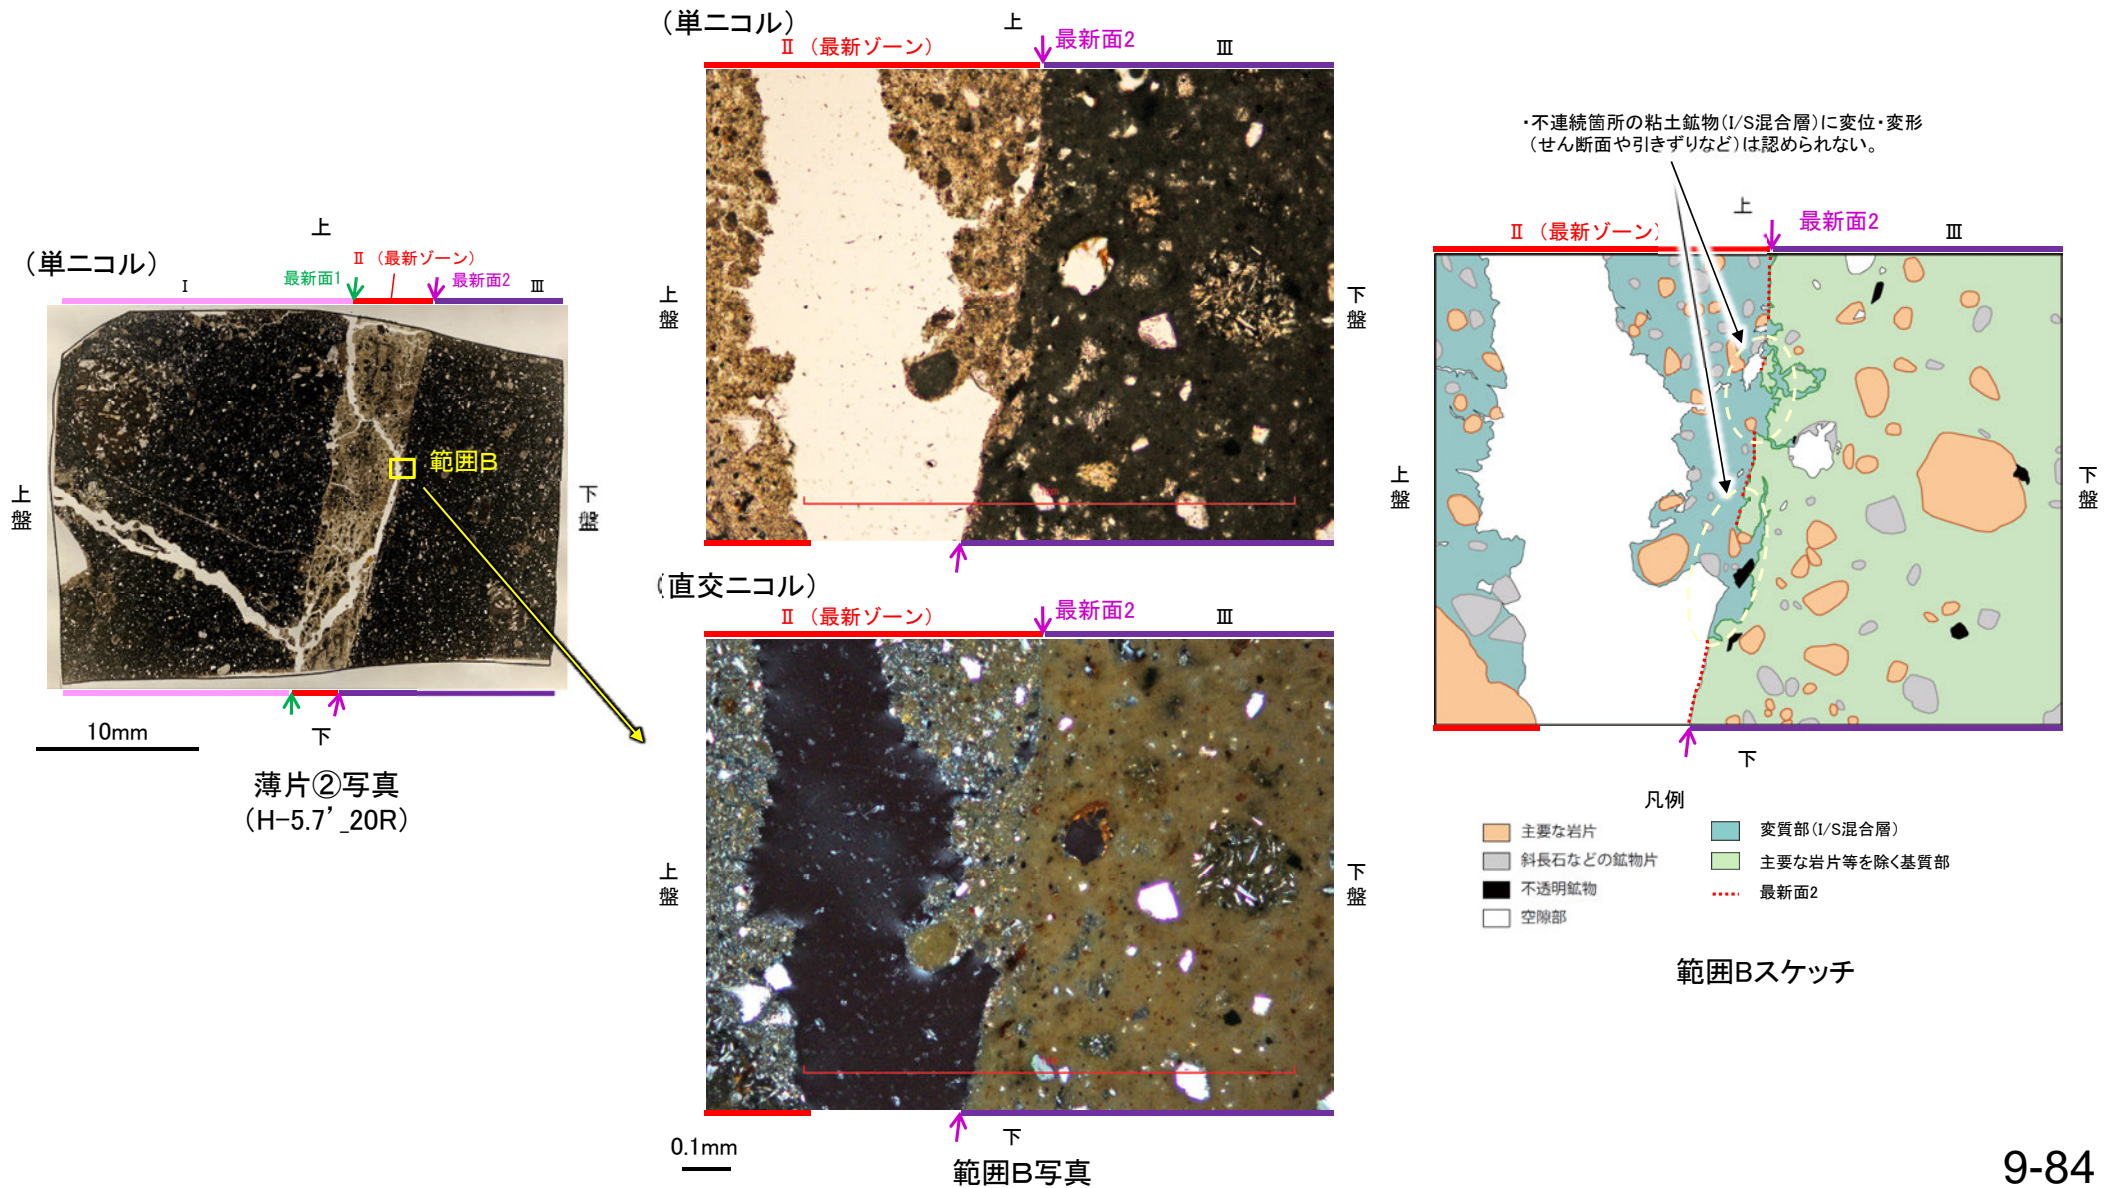 (単ニコル)
上
Ⅰ
最新面1
Ⅱ (最新ゾーン)
最新面2
Ⅲ
上盤
範囲B
下盤
下
10mm
薄片②写真
(H-5.7’_20R)
(単ニコル)
上
Ⅱ (最新ゾーン)
最新面2
Ⅲ
上盤
下盤
(直交ニコル)
Ⅱ (最新ゾーン)
最新面2
Ⅲ
上盤
下盤
下
0.1mm
範囲B写真
・不連続箇所の粘土鉱物(I/S混合層)に変位・変形
(せん断面や引きずりなど)は認められない。
上
Ⅱ (最新ゾーン)
最新面2
Ⅲ
上盤
下盤
下
凡例
主要な岩片
斜長石などの鉱物片
不透明鉱物
空隙部
変質部(I/S混合層)
主要な岩片等を除く基質部
最新面2
範囲Bスケッチ
9-84